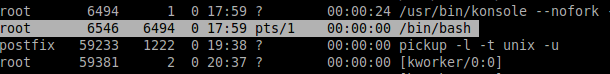 root 6494 1 0 17:59 ? 00:00:24 /usr/bin/konsole --nofork -
root 6546 6494 0 17:59 pts/1 00:00:00 /bin/bash
postfix 59233 1222 0 19:38 ? 00:00:00 pickup -l -t unix -u
root 59381 2 0 20:37 ? 00:00:00 [kworker/0:0]